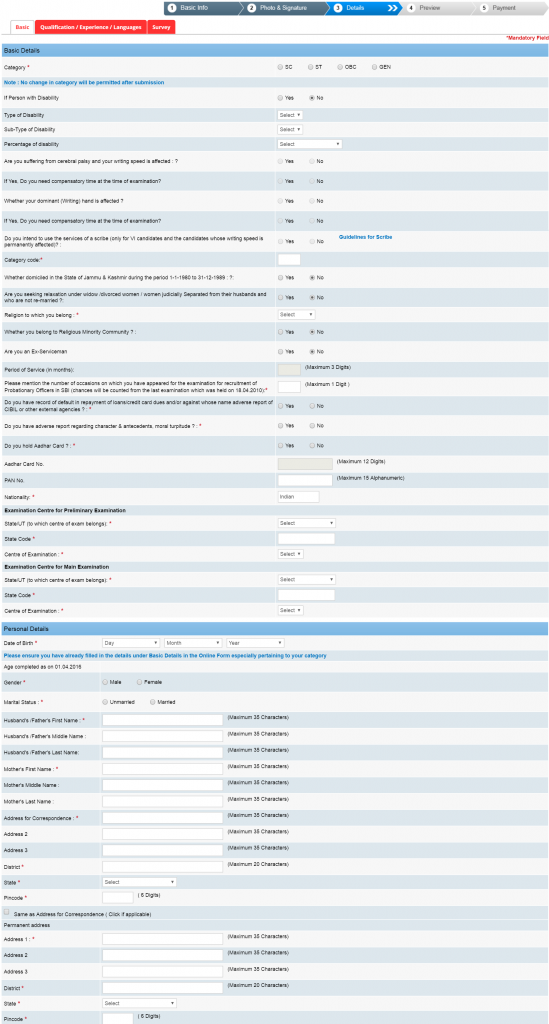 1 Basic Info 2 Photo & Signature 3 Details 4 Preview 5 Payment
Basic Qualification / Experience / Languages Survey
*Mandatory Field
Basic Details
Category * SC ST OBC GEN
Note : No change in category will be permitted after submission
If Person with Disability Yes No
Type of Disability Select
Sub-Type of Disability Select
Percentage of disability Select
Are you suffering from cerebral palsy and your writing speed is affected : ? Yes No
If Yes, Do you need compensatory time at the time of examination? Yes No
Whether your dominant (Writing) hand is affected ? Yes No
If Yes, Do you need compensatory time at the time of examination? Yes No
Do you intend to use the services of a scribe (only for VI candidates and the candidates whose writing speed is
permanently affected)? : Yes No Guidelines for Scribe
Category code:*
Whether domiciled in the State of Jammu & Kashmir during the period 1-1-1980 to 31-12-1989 : ?: Yes No
Are you seeking relaxation under widow /divorced women / women judicially Separated from their husbands and
who are not re-married ?: Yes No
Religion to which you belong : * Select
Whether you belong to Religious Minority Community ? : Yes No
Are you an Ex-Serviceman Yes No
Period of Service (in months): (Maximum 3 Digits)
Please mention the number of occasions on which you have appeared for the examination for recruitment of
Probationary Officers in SBI (chances will be counted from the last examination which was held on 18.04.2010):* (Maximum 1 Digit )
Do you have record of default in repayment of loans/credit card dues and/or against whose name adverse report of
CIBIL or other external agencies ? : * Yes No
Do you have adverse report regarding character & antecedents, moral turpitude ? : * Yes No
Do you hold Aadhar Card ? : * Yes No
Aadhar Card No. (Maximum 12 Digits)
PAN No. (Maximum 15 Alphanumeric)
Nationality: * Indian
Examination Centre for Preliminary Examination
State/UT (to which centre of exam belongs): * Select
State Code *
Centre of Examination : * Select
Examination Centre for Main Examination
State/UT (to which centre of exam belongs): * Select
State Code *
Centre of Examination : * Select
Personal Details
Date of Birth * Day Month Year
Please ensure you have already filled in the details under Basic Details in the Online Form especially pertaining to your category
Age completed as on 01.04.2016
Gender * Male Female
Marital Status : * Unmarried Married
Husband's /Father's First Name : * (Maximum 35 Characters)
Husband's /Father's Middle Name : (Maximum 35 Characters)
Husband's /Father's Last Name: (Maximum 35 Characters)
Mother's First Name : * (Maximum 35 Characters)
Mother's Middle Name : (Maximum 35 Characters)
Mother's Last Name : (Maximum 35 Characters)
Address for Correspondence : * (Maximum 35 Characters)
Address 2 (Maximum 35 Characters)
Address 3 (Maximum 35 Characters)
District * (Maximum 20 Characters)
State * Select
Pincode * ( 6 Digits)
Same as Address for Correspondence ( Click if applicable)
Permanent address
Address 1 : * (Maximum 35 Characters)
Address 2 (Maximum 35 Characters)
Address 3 (Maximum 35 Characters)
District * (Maximum 20 Characters)
State * Select
Pincode * ( 6 Digits)